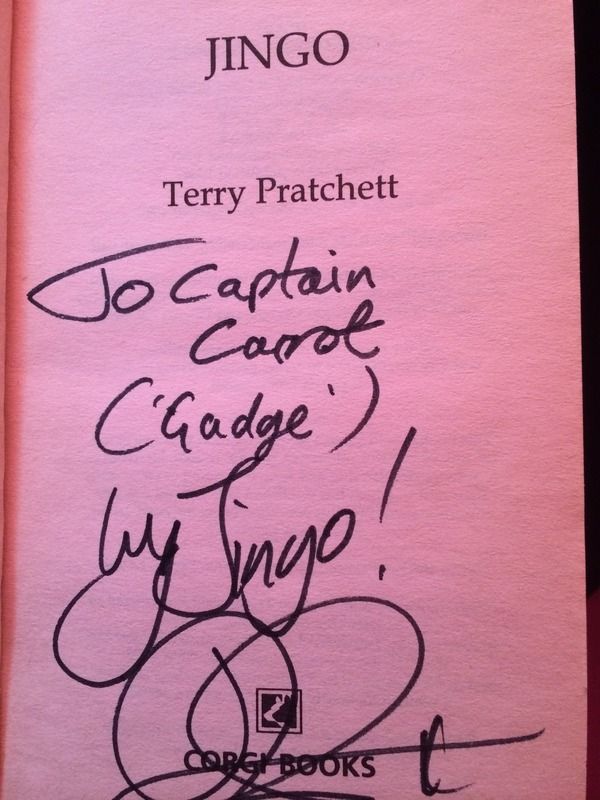 JINGO
Terry Pratchett
To Captain
Carrot
('Gadge')
by Jingo!
CORGI BOOKS